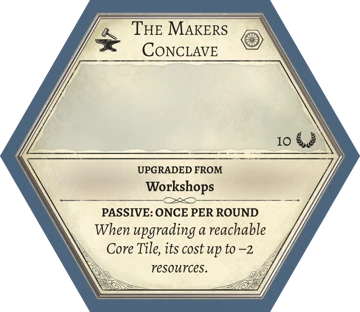 The Makers
Conclave
10
UPGRADED FROM
Workshops
PASSIVE: ONCE PER ROUND
When upgrading a reachable
Core Tile, its cost up to –2
resources.